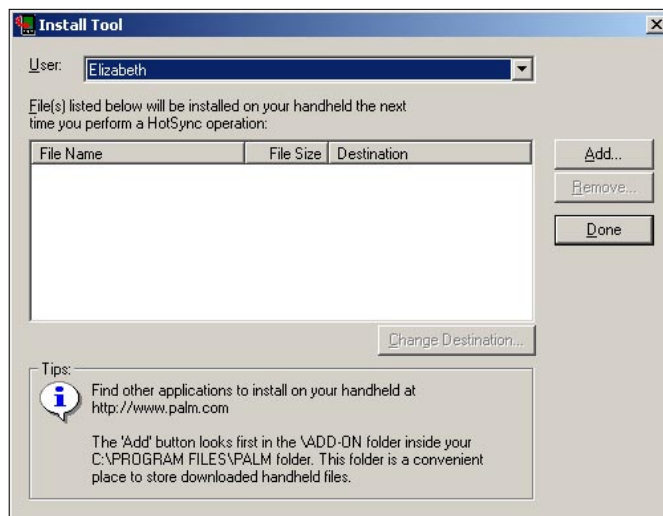 Install Tool
User: Elizabeth
File(s) listed below will be installed on your handheld the next
time you perform a HotSync operation:
File Name File Size Destination
Add...
Remove...
Done
Change Destination...
Tips:
Find other applications to install on your handheld at
http://www.palm.com
The 'Add' button looks first in the \ADD-ON folder inside your
C:\PROGRAM FILES\PALM folder. This folder is a convenient
place to store downloaded handheld files.